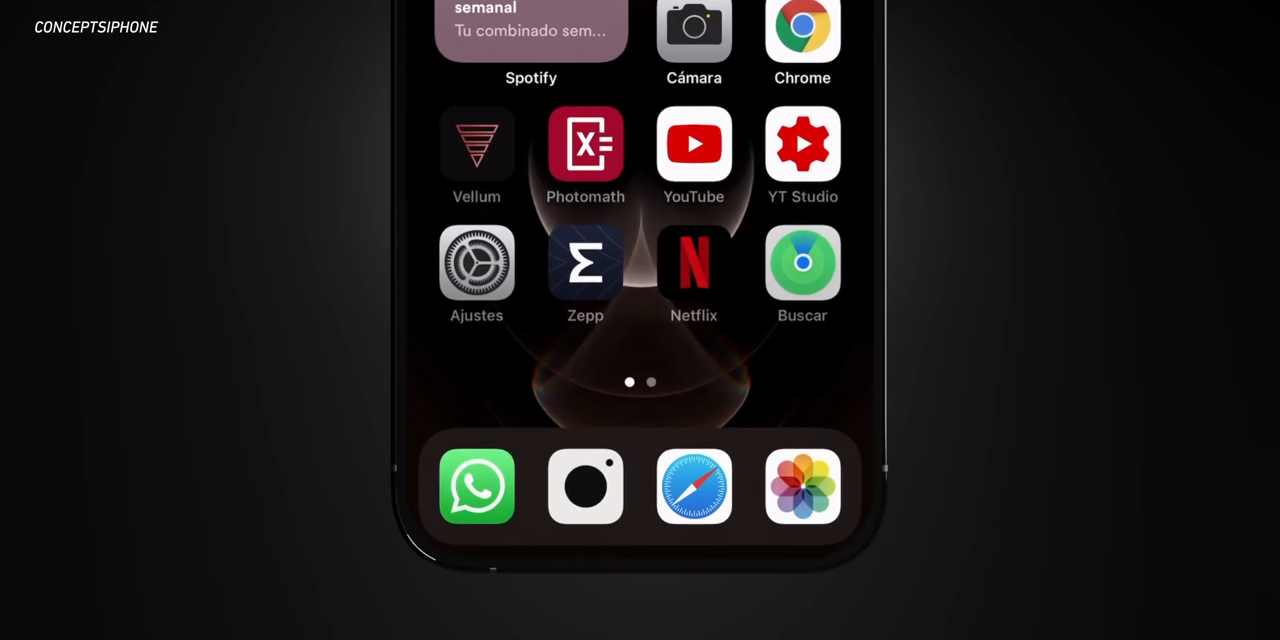 CONCEPTSIPHONE
semanal
Tu combinado sem...
Spotify
Cámara
Chrome
Vellum
Photomath
YouTube
YT Studio
Ajustes
Zepp
Netflix
Buscar